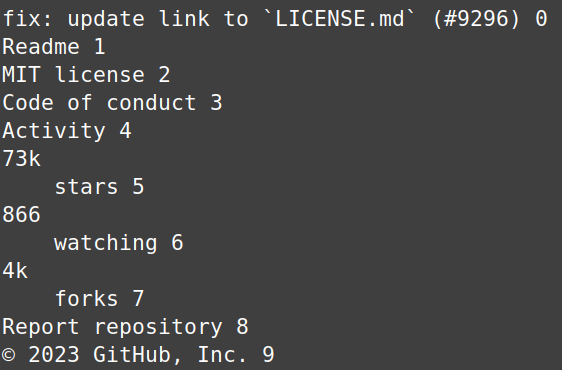 fix: update link to `LICENSE.md` (#9296) 0
Readme 1
MIT license 2
Code of conduct 3
Activity 4
73k
    stars 5
866
    watching 6
4k
    forks 7
Report repository 8
© 2023 GitHub, Inc. 9